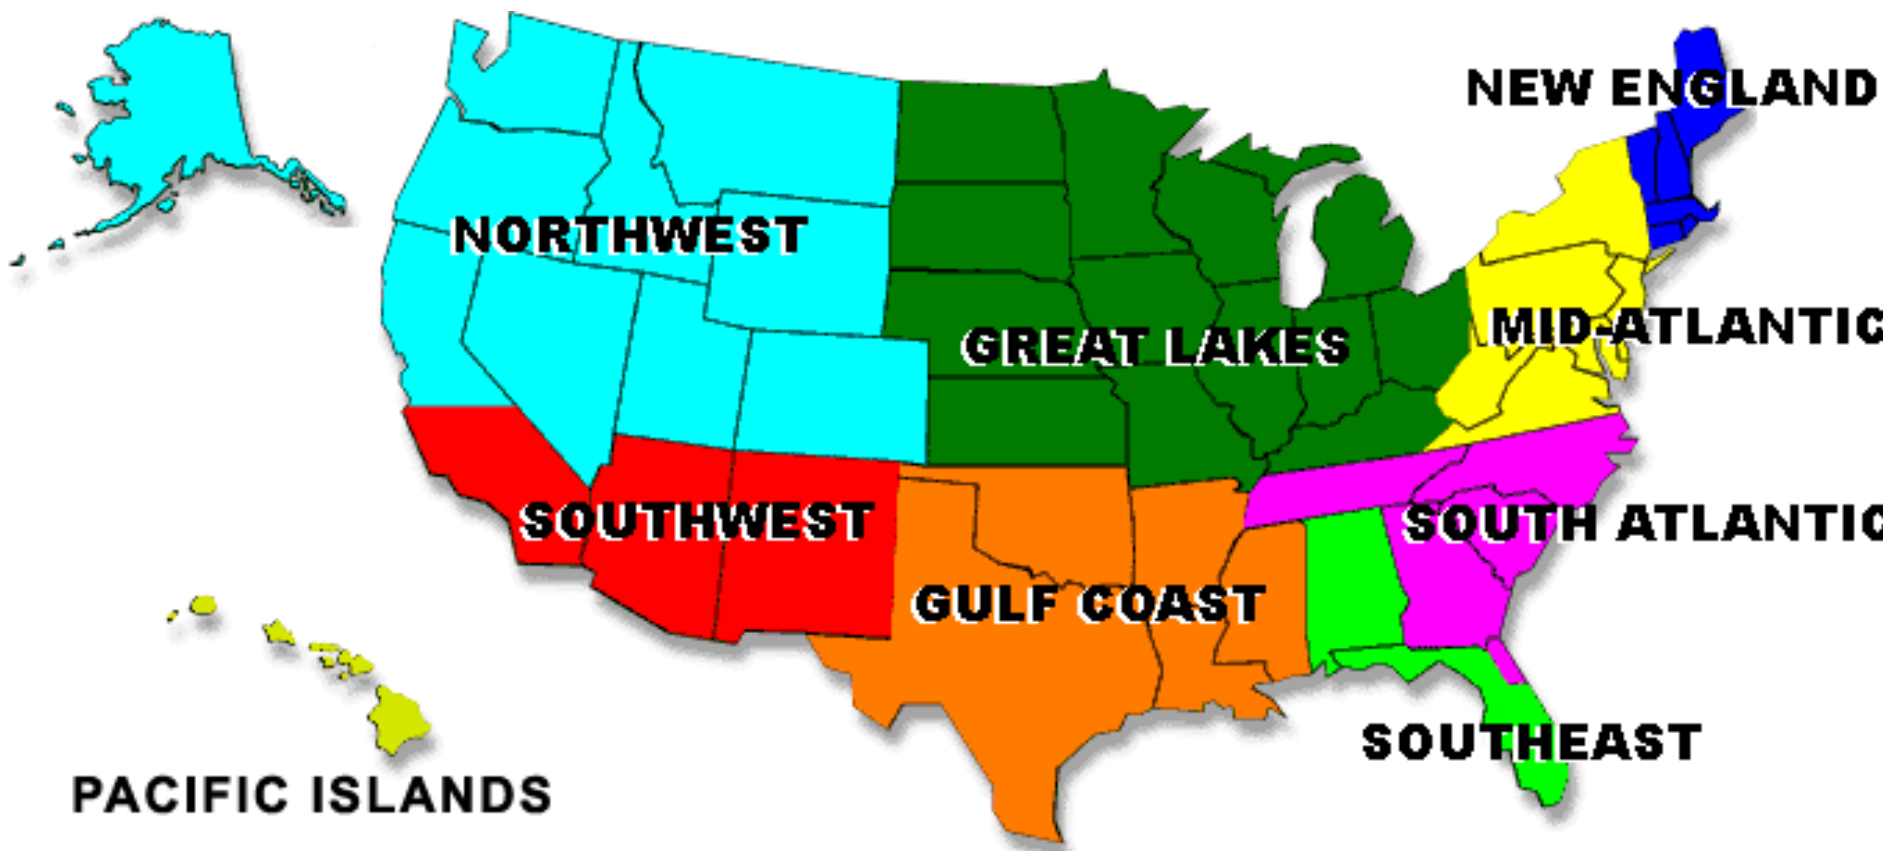 NEW ENGLAND
NORTHWEST
MID-ATLANTIC
GREAT LAKES
SOUTHWEST
SOUTH ATLANTIC
GULF COAST
SOUTHEAST
PACIFIC ISLANDS